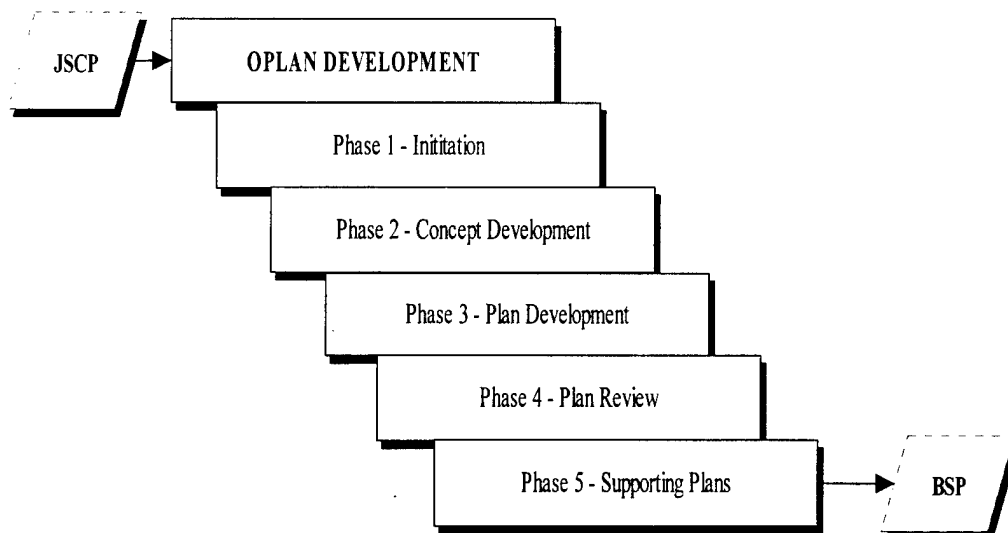 JSCP
OPLAN DEVELOPMENT
Phase 1 - Inititation
Phase 2 - Concept Development
Phase 3 - Plan Development
Phase 4 - Plan Review
Phase 5 - Supporting Plans
BSP